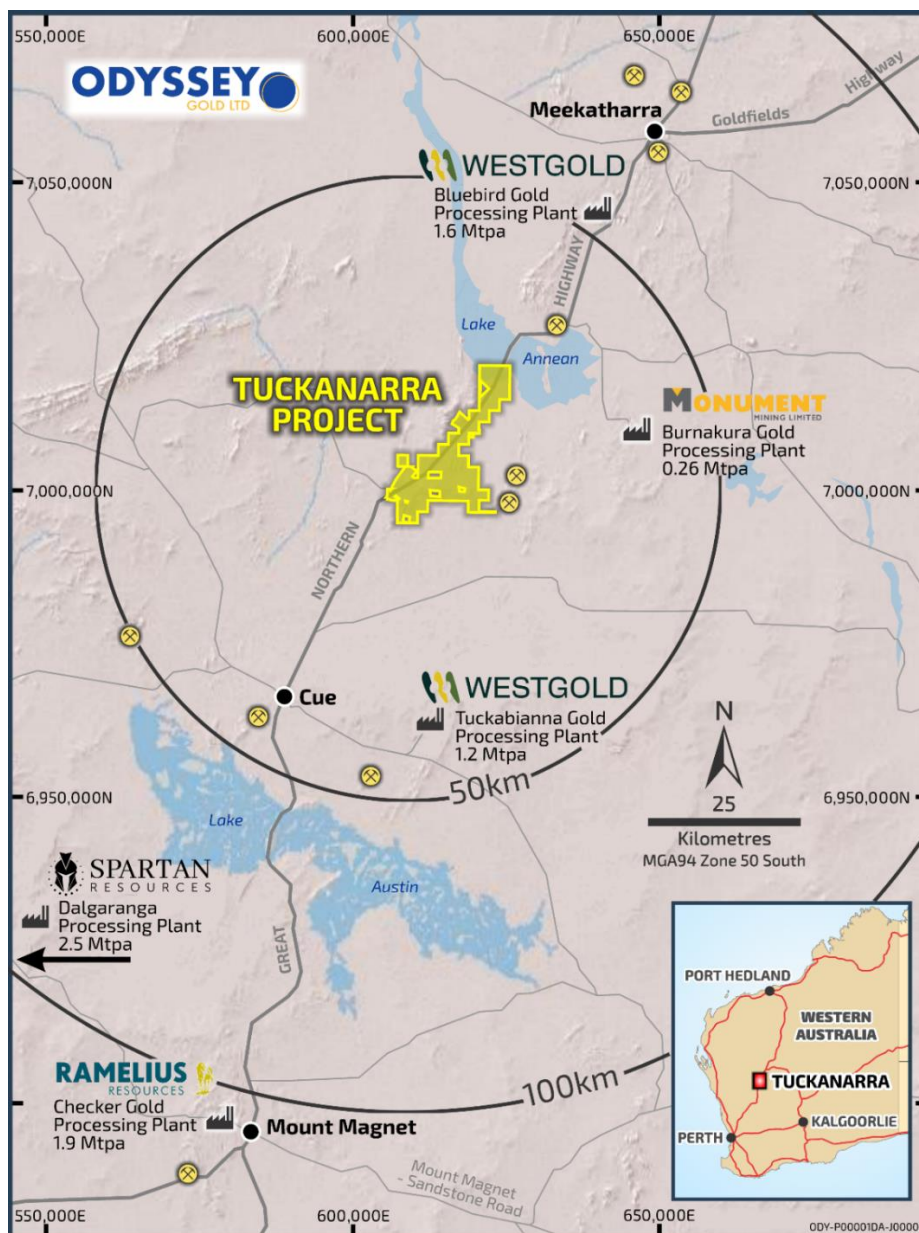 550,000E
600,000E
650,000E
ODYSSEY
GOLD LTD
Meekatharra
Goldfields
Highway
7,050,000N
7,050,000N
WESTGOLD
Bluebird Gold
Processing Plant
1.6 Mtpa
HIGHWAY
Lake
Annean
TUCKANARRA
PROJECT
MONUMENT
MINING LIMITED
Burnakura Gold
Processing Plant
0.26 Mtpa
7,000,000N
7,000,000N
NORTHERN
Cue
WESTGOLD
Tuckabianna Gold
Processing Plant
1.2 Mtpa
50km
N
25
Kilometres
MGA94 Zone 50 South
6,950,000N
6,950,000N
Lake
Austin
SPARTAN
RESOURCES
Dalgaranga
Processing Plant
2.5 Mtpa
GREAT
PORT HEDLAND
WESTERN
AUSTRALIA
TUCKANARRA
KALGOORLIE
PERTH
RAMELIUS
RESOURCES
Checker Gold
Processing Plant
1.9 Mtpa
100km
Mount Magnet
Mount Magnet
- Sandstone Road
550,000E
600,000E
650,000E
ODY-P00001DA-J0000